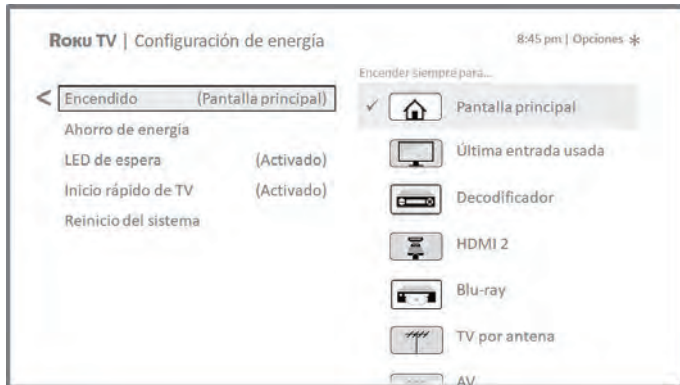 ROKU TV | Configuración de energía
8:45 pm | Opciones *
Encender siempre para...
< Encendido (Pantalla principal)
Ahorro de energía
LED de espera (Activado)
Inicio rápido de TV (Activado)
Reinicio del sistema
✓ Pantalla principal
Última entrada usada
Decodificador
HDMI 2
Blu-ray
TV por antena
AV